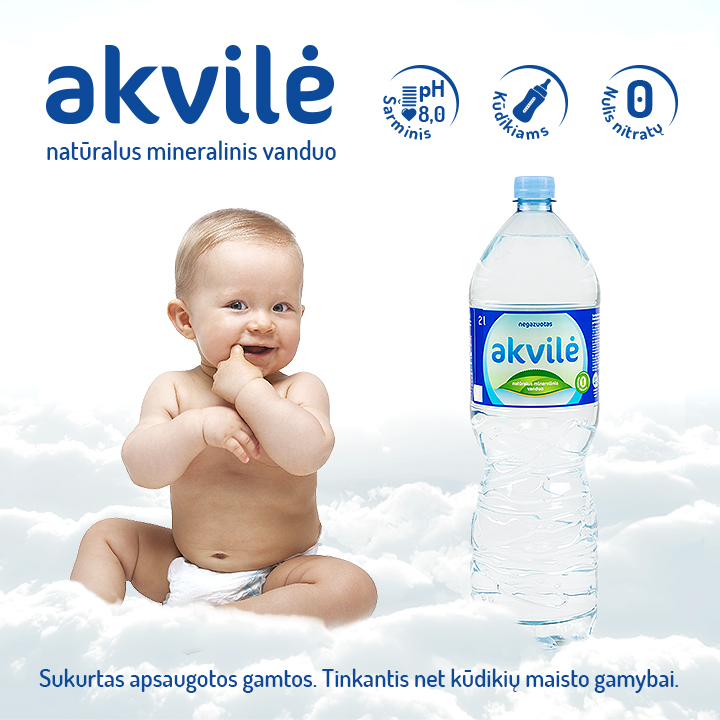 akvilė
natūralus mineralinis vanduo
pH
8,0
Šarminis
Kūdikiams
0
Nulis nitratų
negazuotas
2 l
akvilė
natūralus mineralinis
vanduo
0
Sukurtas apsaugotos gamtos. Tinkantis net kūdikių maisto gamybai.